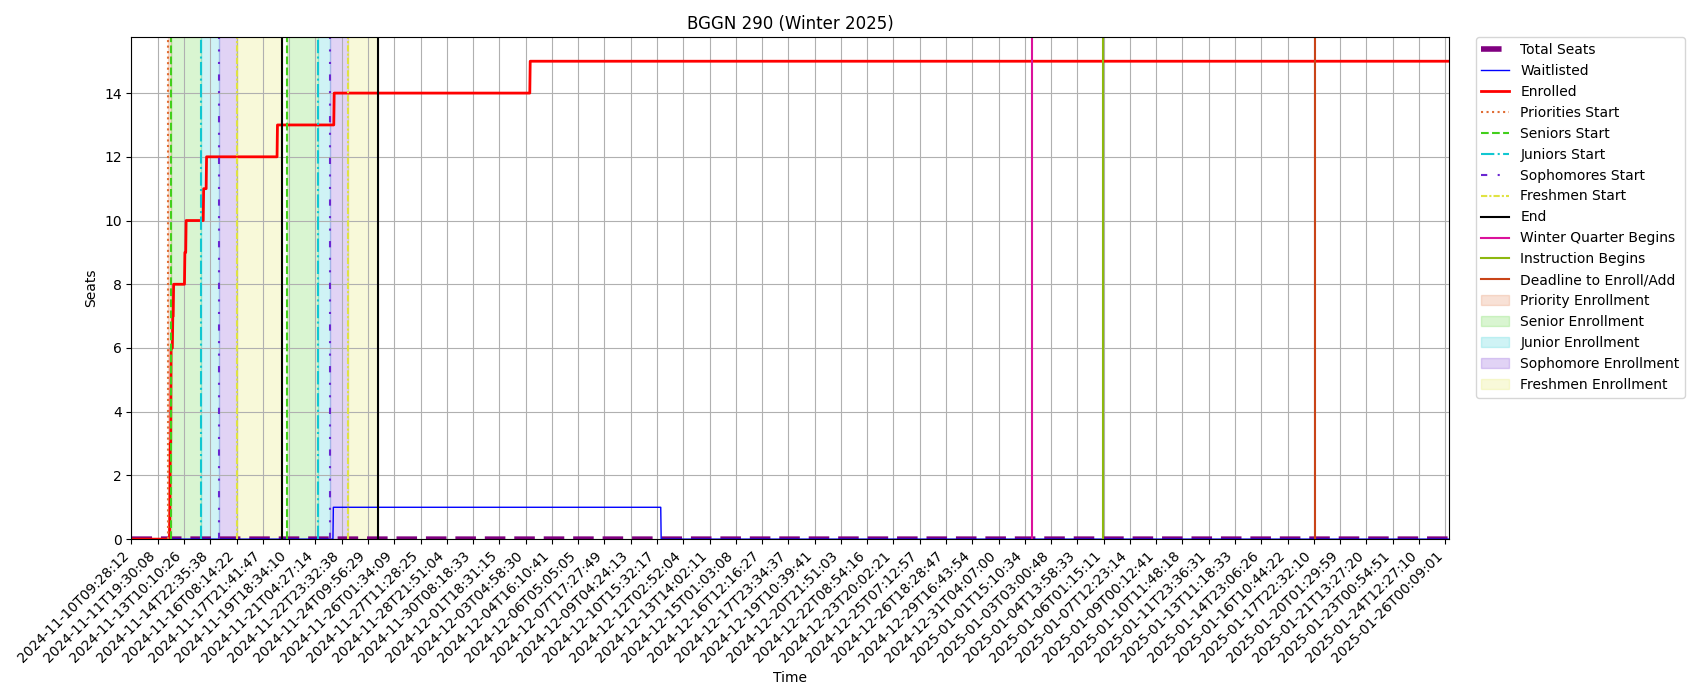 BGGN 290 (Winter 2025)
Seats
14
12
10
8
6
4
2
0
2024-11-10T09:28:12
2024-11-11T19:30:08
2024-11-13T10:10:26
2024-11-14T22:35:38
2024-11-16T08:14:22
2024-11-17T21:41:47
2024-11-19T18:34:10
2024-11-21T04:27:14
2024-11-22T23:32:38
2024-11-24T09:56:29
2024-11-26T01:34:09
2024-11-27T11:28:25
2024-11-28T21:51:04
2024-11-30T08:18:33
2024-12-01T18:31:15
2024-12-03T04:58:30
2024-12-04T16:10:41
2024-12-06T05:05:05
2024-12-07T17:27:49
2024-12-09T04:24:13
2024-12-10T15:32:17
2024-12-12T02:52:04
2024-12-13T14:02:11
2024-12-15T01:03:08
2024-12-16T12:16:27
2024-12-17T23:34:37
2024-12-19T10:39:41
2024-12-20T21:51:03
2024-12-22T08:54:16
2024-12-23T20:02:21
2024-12-25T07:12:57
2024-12-26T18:28:47
2024-12-29T16:43:54
2024-12-31T04:07:00
2025-01-01T15:10:34
2025-01-03T03:00:48
2025-01-04T13:58:33
2025-01-06T01:15:11
2025-01-07T12:23:14
2025-01-09T00:12:41
2025-01-10T11:48:18
2025-01-11T23:36:31
2025-01-13T11:18:33
2025-01-14T23:06:26
2025-01-16T10:44:22
2025-01-17T22:32:10
2025-01-20T01:29:59
2025-01-21T13:27:20
2025-01-23T00:54:51
2025-01-24T12:27:10
2025-01-26T00:09:01
Time
Total Seats
Waitlisted
Enrolled
Priorities Start
Seniors Start
Juniors Start
Sophomores Start
Freshmen Start
End
Winter Quarter Begins
Instruction Begins
Deadline to Enroll/Add
Priority Enrollment
Senior Enrollment
Junior Enrollment
Sophomore Enrollment
Freshmen Enrollment